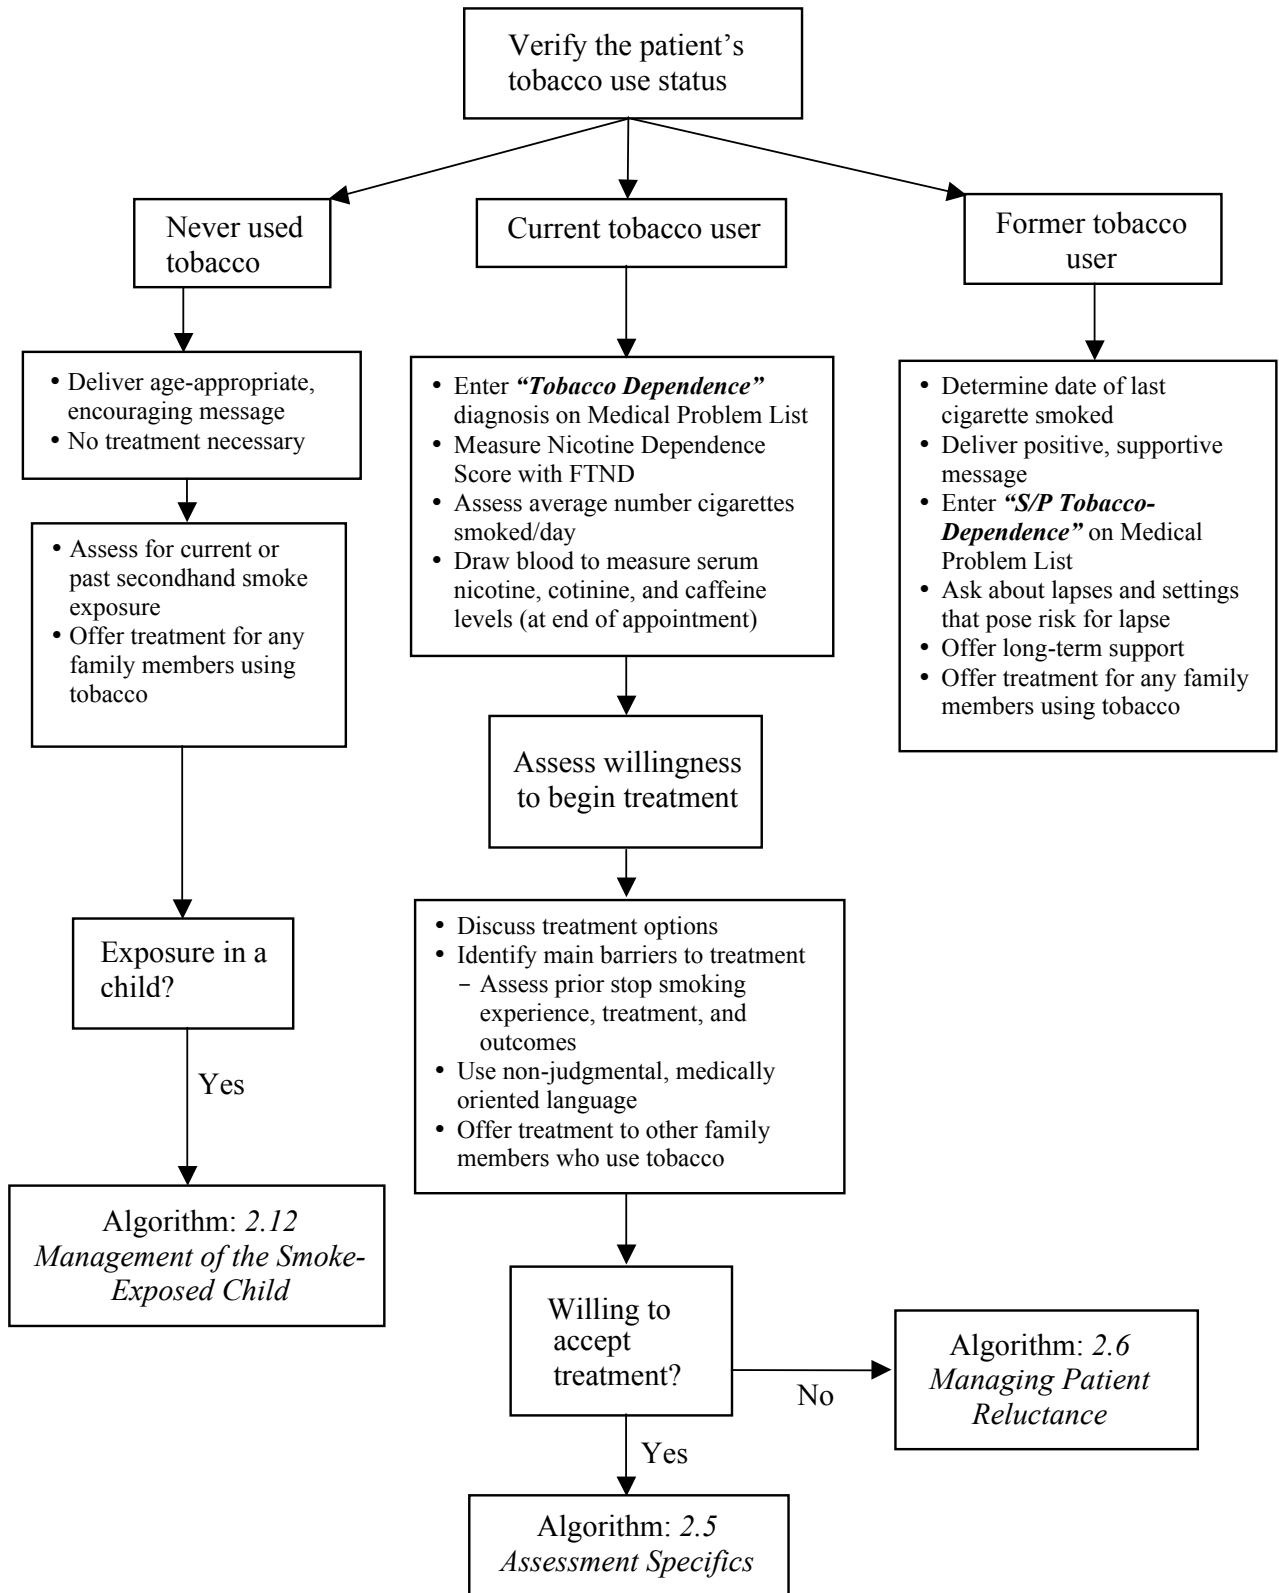 Verify the patient’s
tobacco use status
Never used
tobacco
Current tobacco user
Former tobacco
user
• Deliver age-appropriate,
encouraging message
• No treatment necessary
• Enter “Tobacco Dependence”
diagnosis on Medical Problem List
• Measure Nicotine Dependence
Score with FTND
• Assess average number cigarettes
smoked/day
• Draw blood to measure serum
nicotine, cotinine, and caffeine
levels (at end of appointment)
• Determine date of last
cigarette smoked
• Deliver positive, supportive
message
• Enter “S/P Tobacco-
Dependence” on Medical
Problem List
• Ask about lapses and settings
that pose risk for lapse
• Offer long-term support
• Offer treatment for any family
members using tobacco
• Assess for current or
past secondhand smoke
exposure
• Offer treatment for any
family members using
tobacco
Assess willingness
to begin treatment
Exposure in a
child?
• Discuss treatment options
• Identify main barriers to treatment
– Assess prior stop smoking
experience, treatment, and
outcomes
• Use non-judgmental, medically
oriented language
• Offer treatment to other family
members who use tobacco
Yes
Algorithm: 2.12
Management of the Smoke-
Exposed Child
Willing to
accept
treatment?
No
Algorithm: 2.6
Managing Patient
Reluctance
Yes
Algorithm: 2.5
Assessment Specifics